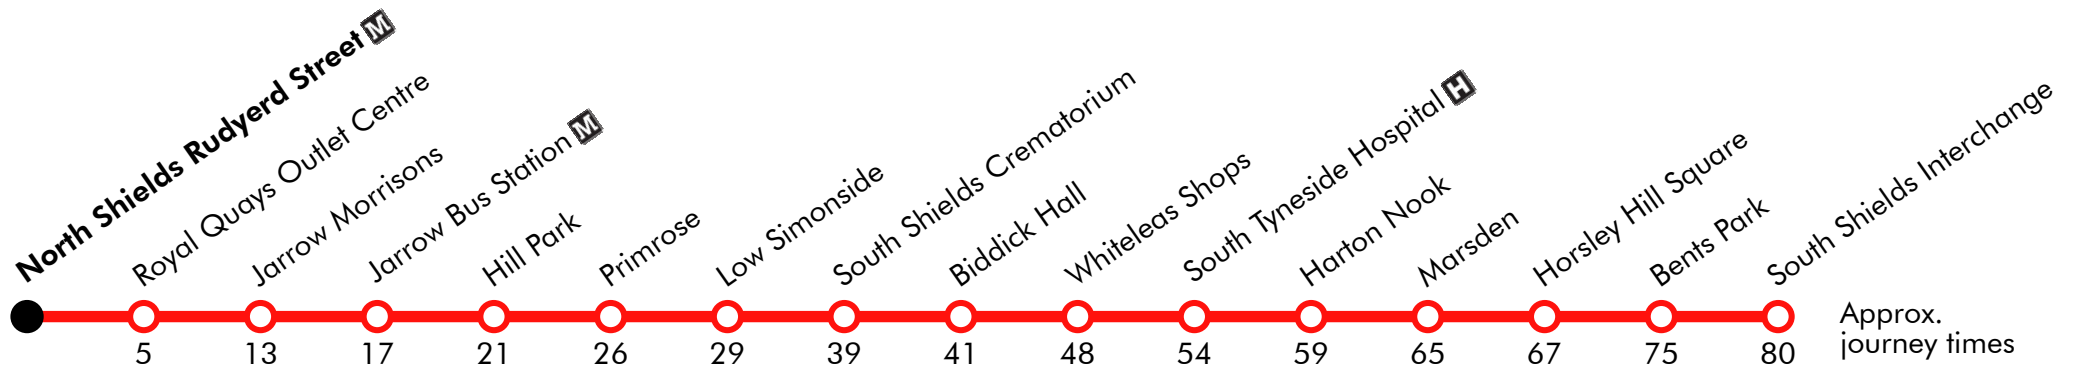 North Shields Rudyerd Street M
Royal Quays Outlet Centre
Jarrow Morrisons
Jarrow Bus Station M
Hill Park
Primrose
Low Simonside
South Shields Crematorium
Biddick Hall
Whiteleas Shops
South Tyneside Hospital H
Harton Nook
Marsden
Horsley Hill Square
Bents Park
South Shields Interchange
5 13 17 21 26 29 39 41 48 54 59 65 67 75 80
Approx.
journey times